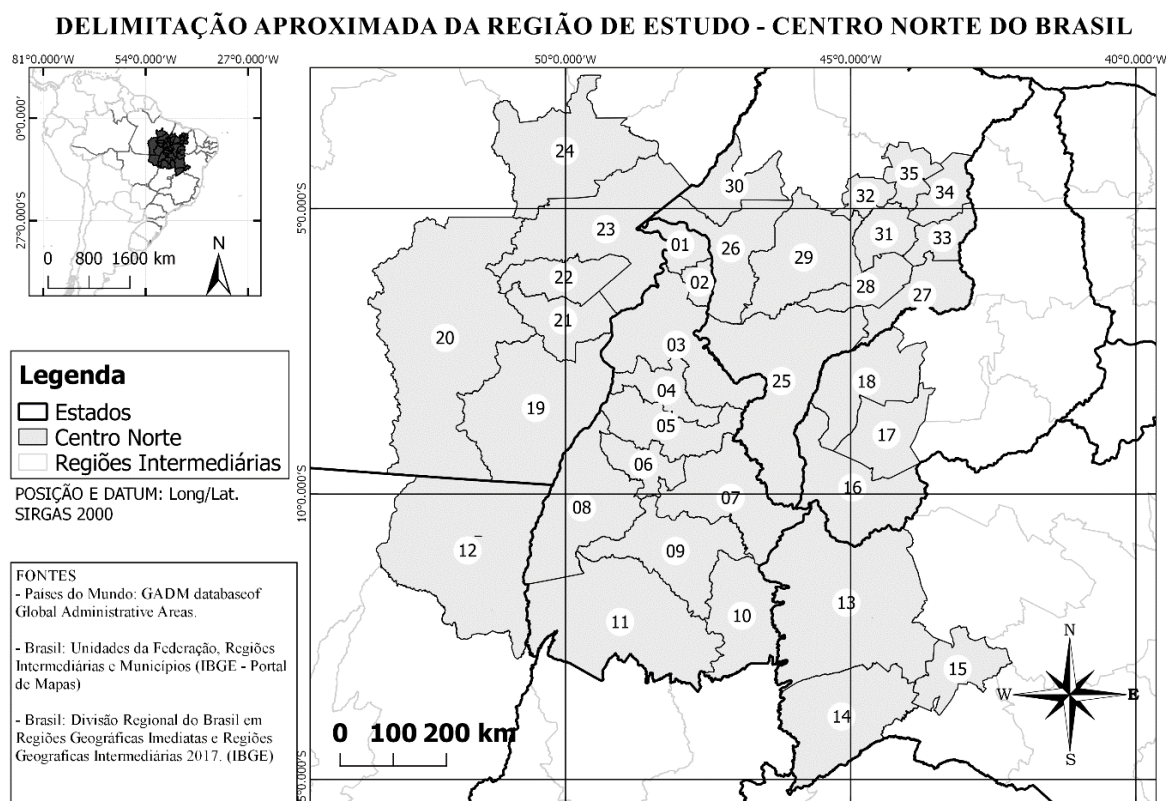 DELIMITAÇÃO APROXIMADA DA REGIÃO DE ESTUDO - CENTRO NORTE DO BRASIL
81°0.000'W 54°0.000'W 27°0.000'W
0°0.000'
27°0.000'S
N
0 800 1600 km
Legenda
Estados
Centro Norte
Regiões Intermediárias
POSIÇÃO E DATUM: Long/Lat.
SIRGAS 2000
FONTES
- Paises do Mundo: GADM databaseof
Global Administrative Areas.
- Brasil: Unidades da Federação, Regiões
Intermediárias e Municípios (IBGE - Portal
de Mapas)
- Brasil: Divisão Regional do Brasil em
Regiões Geográficas Imediatas e Regiões
Geograficas Intermediárias 2017. (IBGE)
50°0.000'W 45°0.000'W 40°0.000'W
5°0.000'S
10°0.000'S
5°0.000'S
24
35
30
32
34
23
31
33
01
26
29
02
22
28
27
21
20
03
25
18
04
19
05
17
06
16
07
08
12
09
13
11
10
15
14
N
W
E
S
0 100 200 km